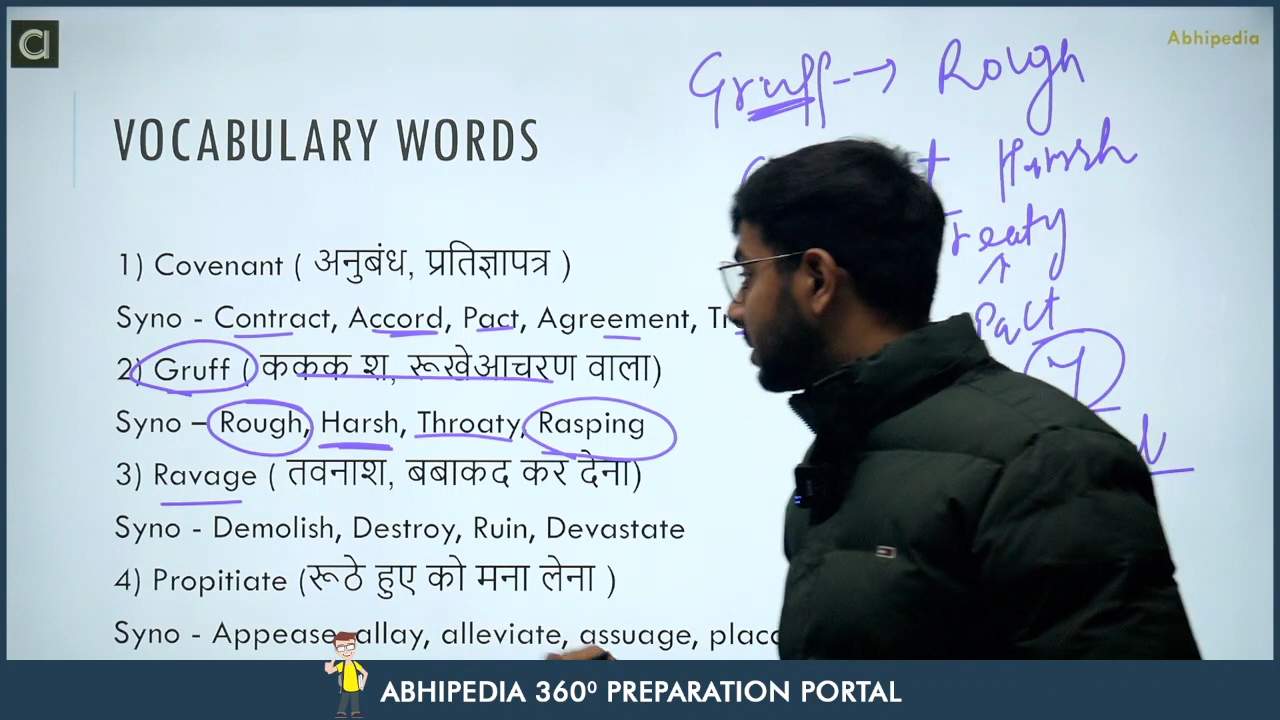 Abhipedia
Gruff → Rough
VOCABULARY WORDS
Harsh
1) Covenant ( अनुबंध, प्रतिज्ञापत्र )
Treaty
Syno - Contract, Accord, Pact, Agreement,
Pact
2) Gruff ( ककक श, रूखेआचरण वाला)
Syno – Rough, Harsh, Throaty, Rasping
3) Ravage ( तवनाश, बबाकद कर देना)
Syno - Demolish, Destroy, Ruin, Devastate
4) Propitiate (रूठे हुए को मना लेना )
Syno - Appease, allay, alleviate, assuage,
ABHIPEDIA 360⁰ PREPARATION PORTAL